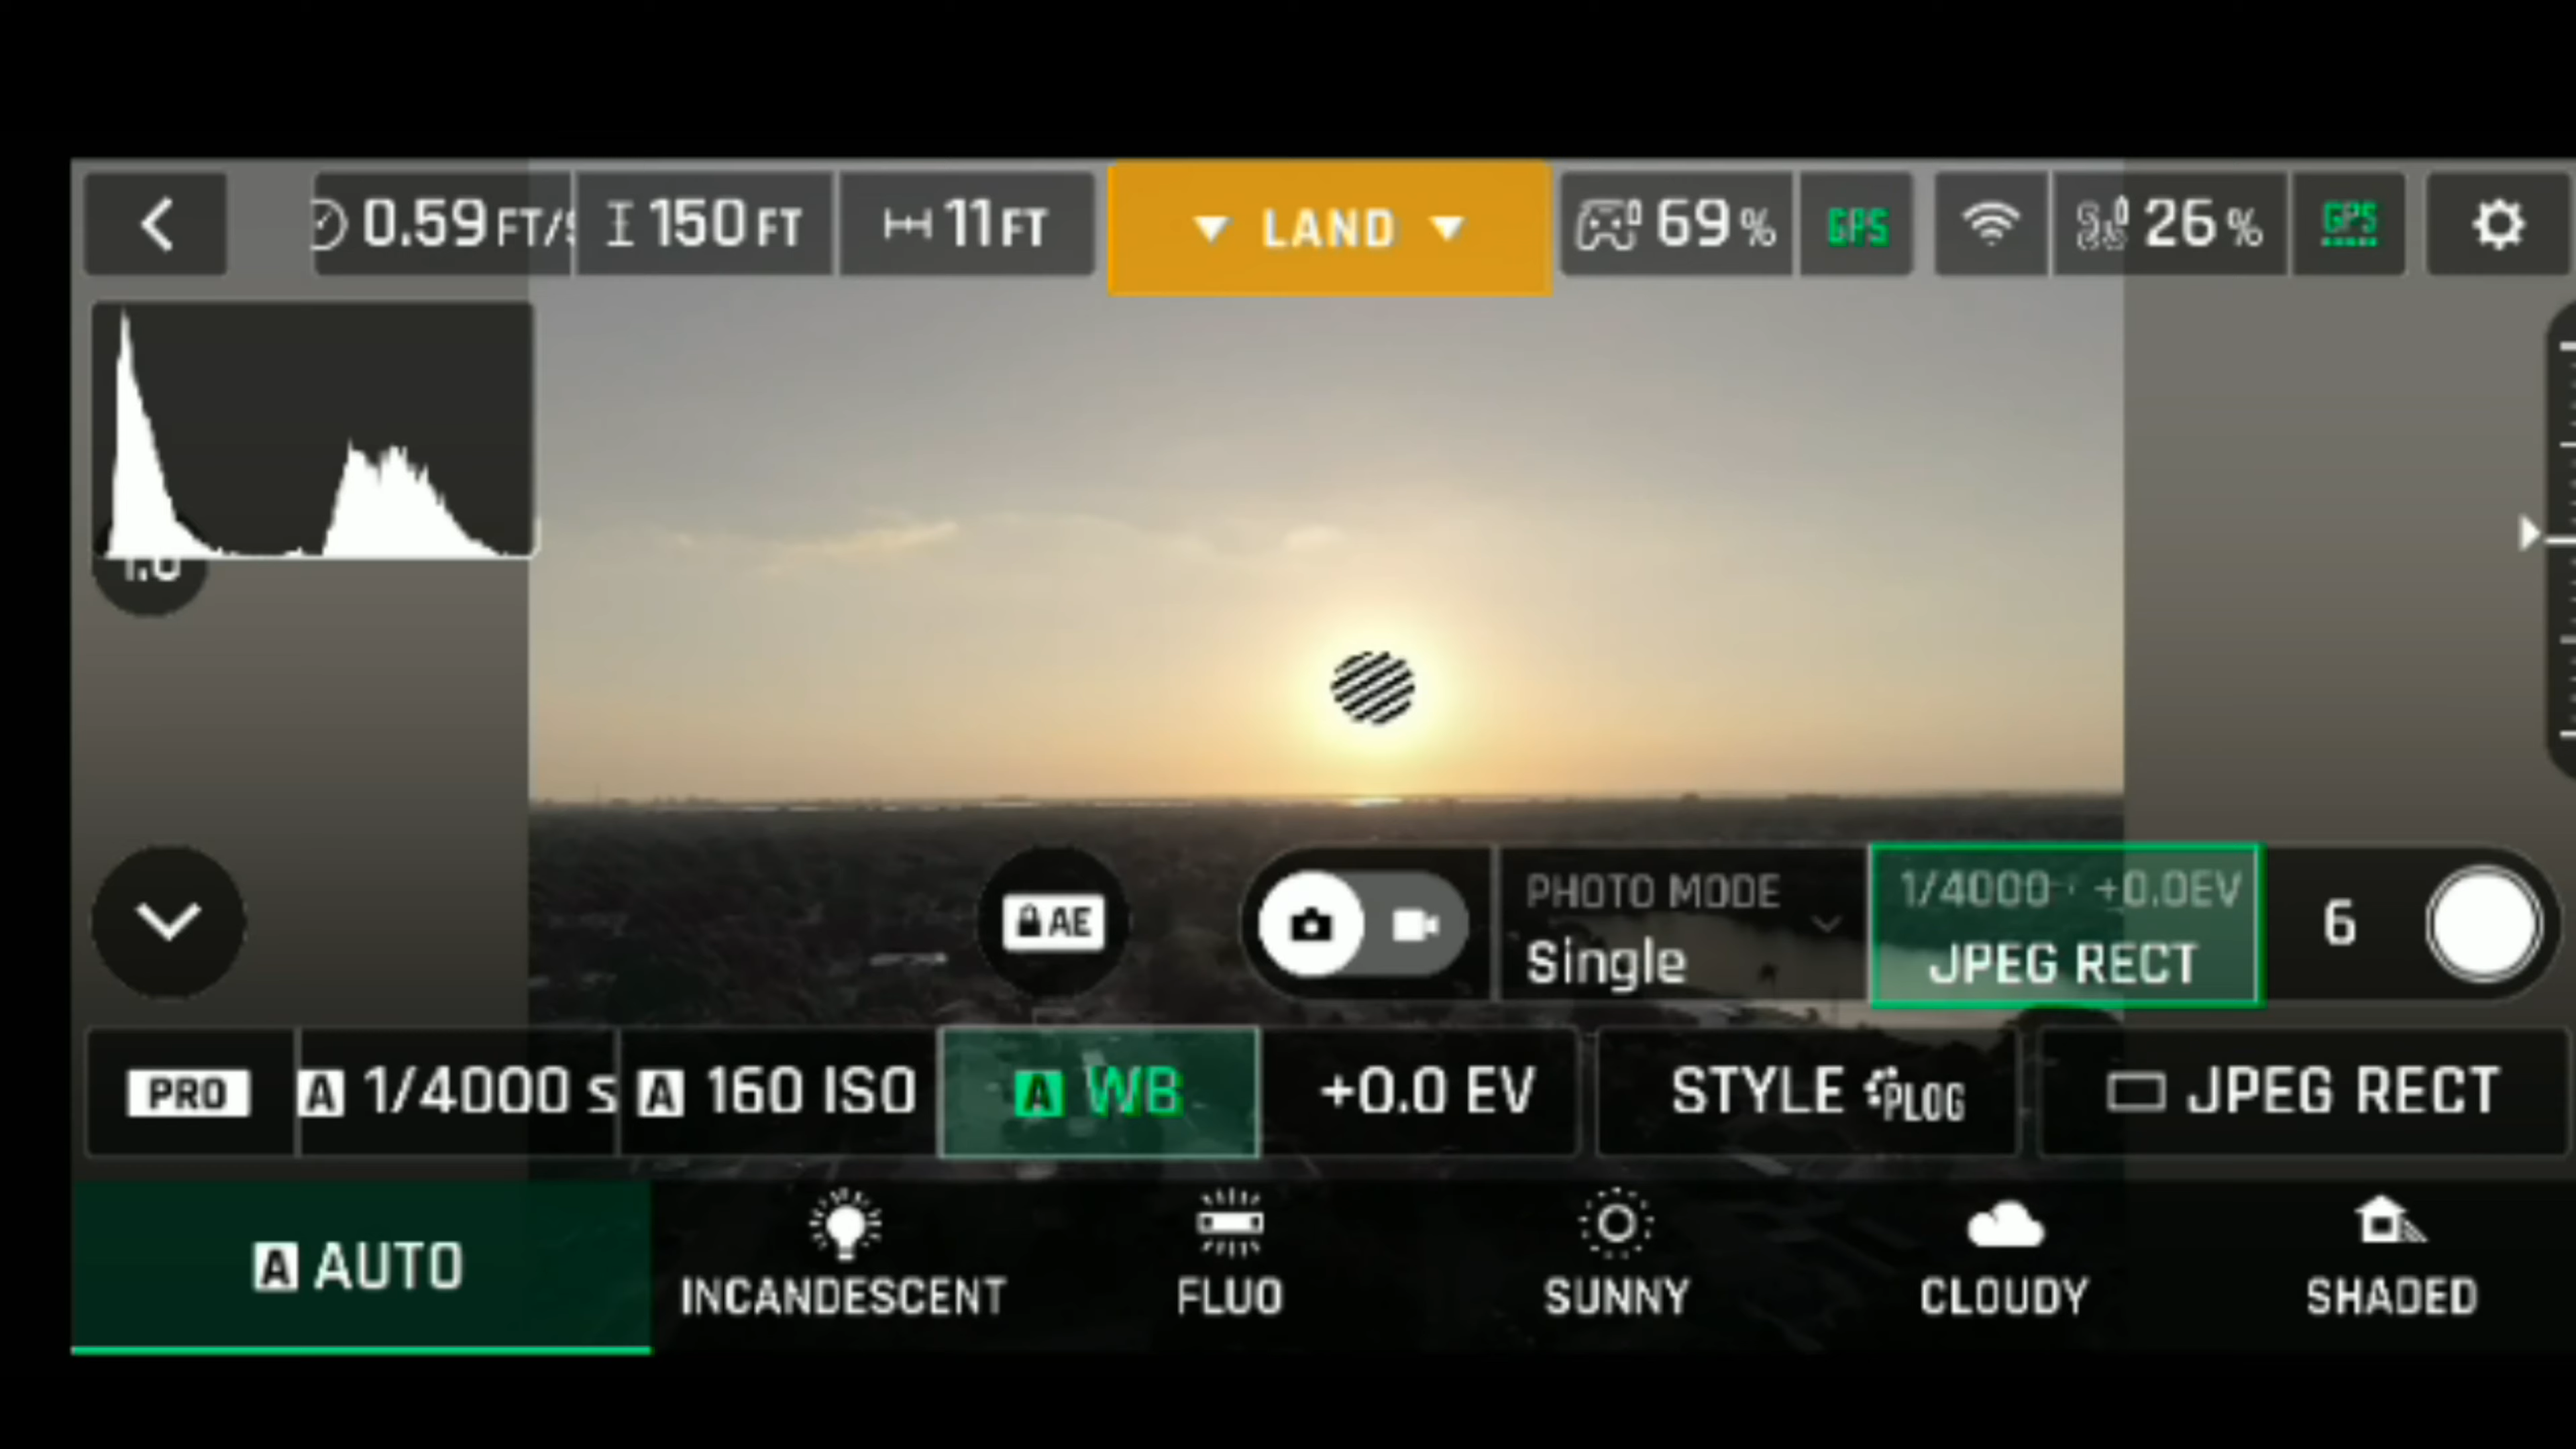 0.59 FT/S 150 FT 11 FT LAND 69 % GPS 26 % GPS
1.0
AE PHOTO MODE 1/4000 +0.0EV
Single JPEG RECT 6
PRO A 1/4000 s A 160 ISO A WB +0.0 EV STYLE PLOG JPEG RECT
A AUTO INCANDESCENT FLUO SUNNY CLOUDY SHADED